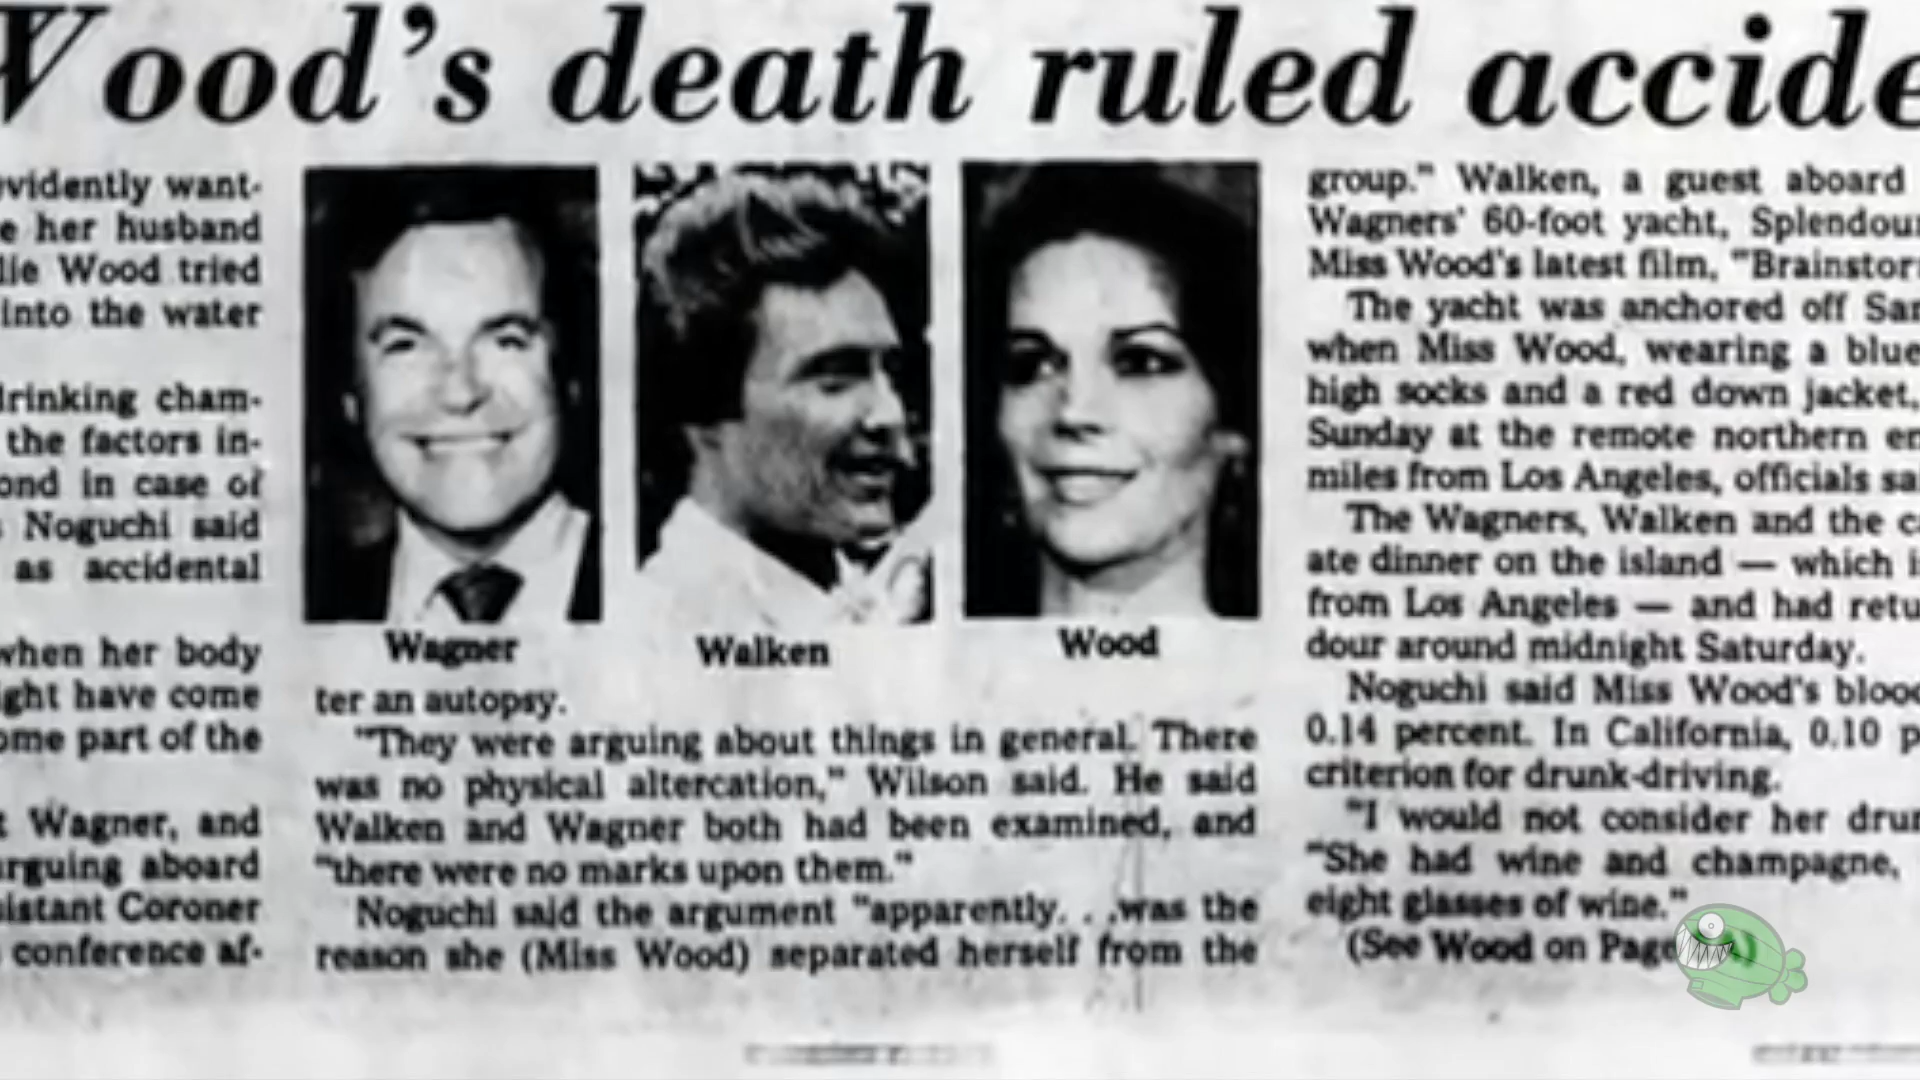 Wood's death ruled accide
evidently want-
e her husband
lie Wood tried
into the water
drinking cham-
the factors in-
ond in case of
Noguchi said
as accidental
when her body
ight have come
ome part of the
t Wagner, and
arguing aboard
sistant Coroner
conference af-
Wagner
Walken
Wood
ter an autopsy.
"They were arguing about things in general. There
was no physical altercation," Wilson said. He said
Walken and Wagner both had been examined, and
"there were no marks upon them."
Noguchi said the argument "apparently. . .was the
reason she (Miss Wood) separated herself from the
group." Walken, a guest aboard
Wagners' 60-foot yacht, Splendour
Miss Wood's latest film, "Brainstor
The yacht was anchored off San
when Miss Wood, wearing a blue
high socks and a red down jacket,
Sunday at the remote northern en
miles from Los Angeles, officials sa
The Wagners, Walken and the c
ate dinner on the island — which i
from Los Angeles — and had retu
dour around midnight Saturday.
Noguchi said Miss Wood's blood
0.14 percent. In California, 0.10 p
criterion for drunk-driving.
"I would not consider her drun
"She had wine and champagne,
eight glasses of wine."
(See Wood on Page